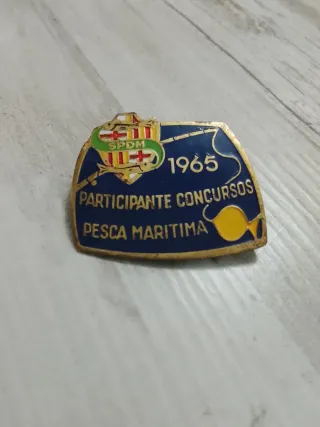 SPDM
1965
PARTICIPANTE CONCURSOS
PESCA MARITIMA